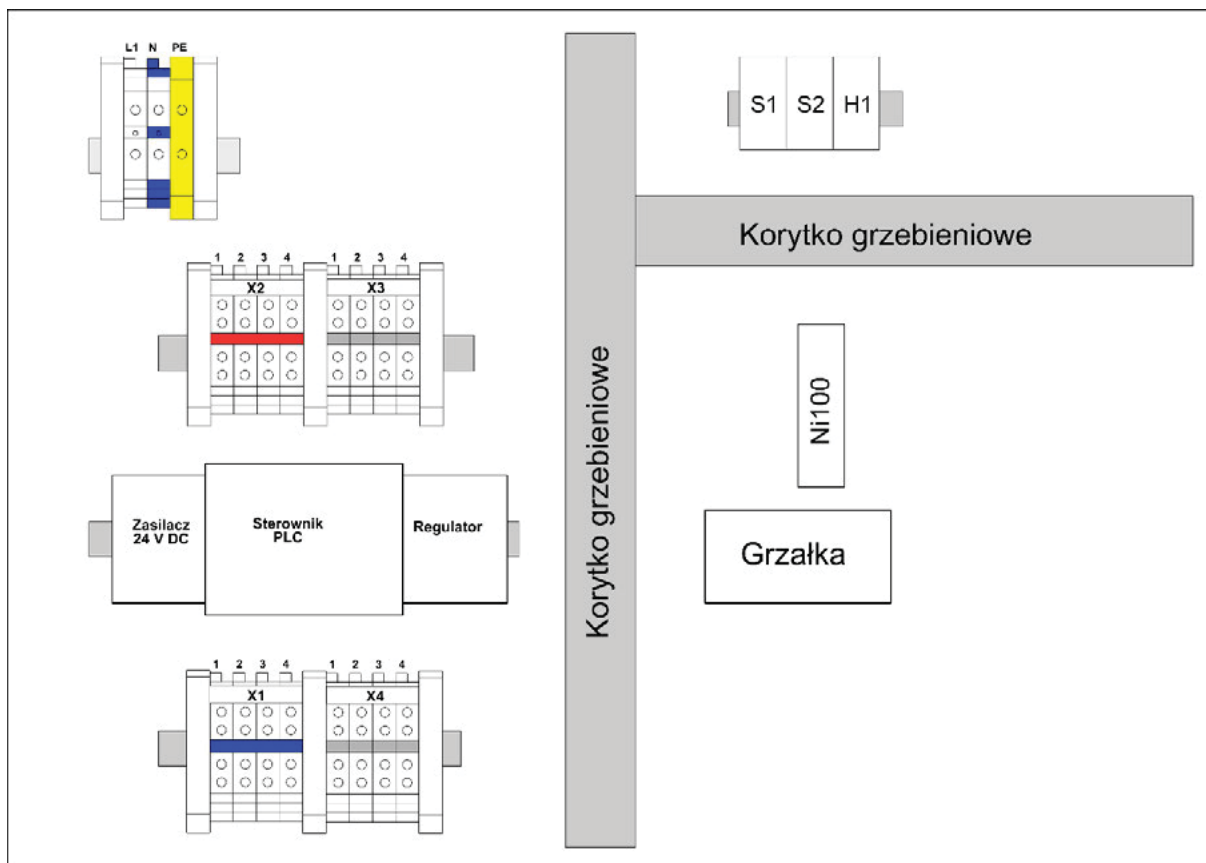 L1 N PE
S1 S2 H1
Korytko grzebieniowe
1 2 3 4 1 2 3 4
X2 X3
Korytko grzebieniowe
Ni100
Zasilacz
24 V DC
Sterownik
PLC
Regulator
Grzałka
1 2 3 4 1 2 3 4
X1 X4